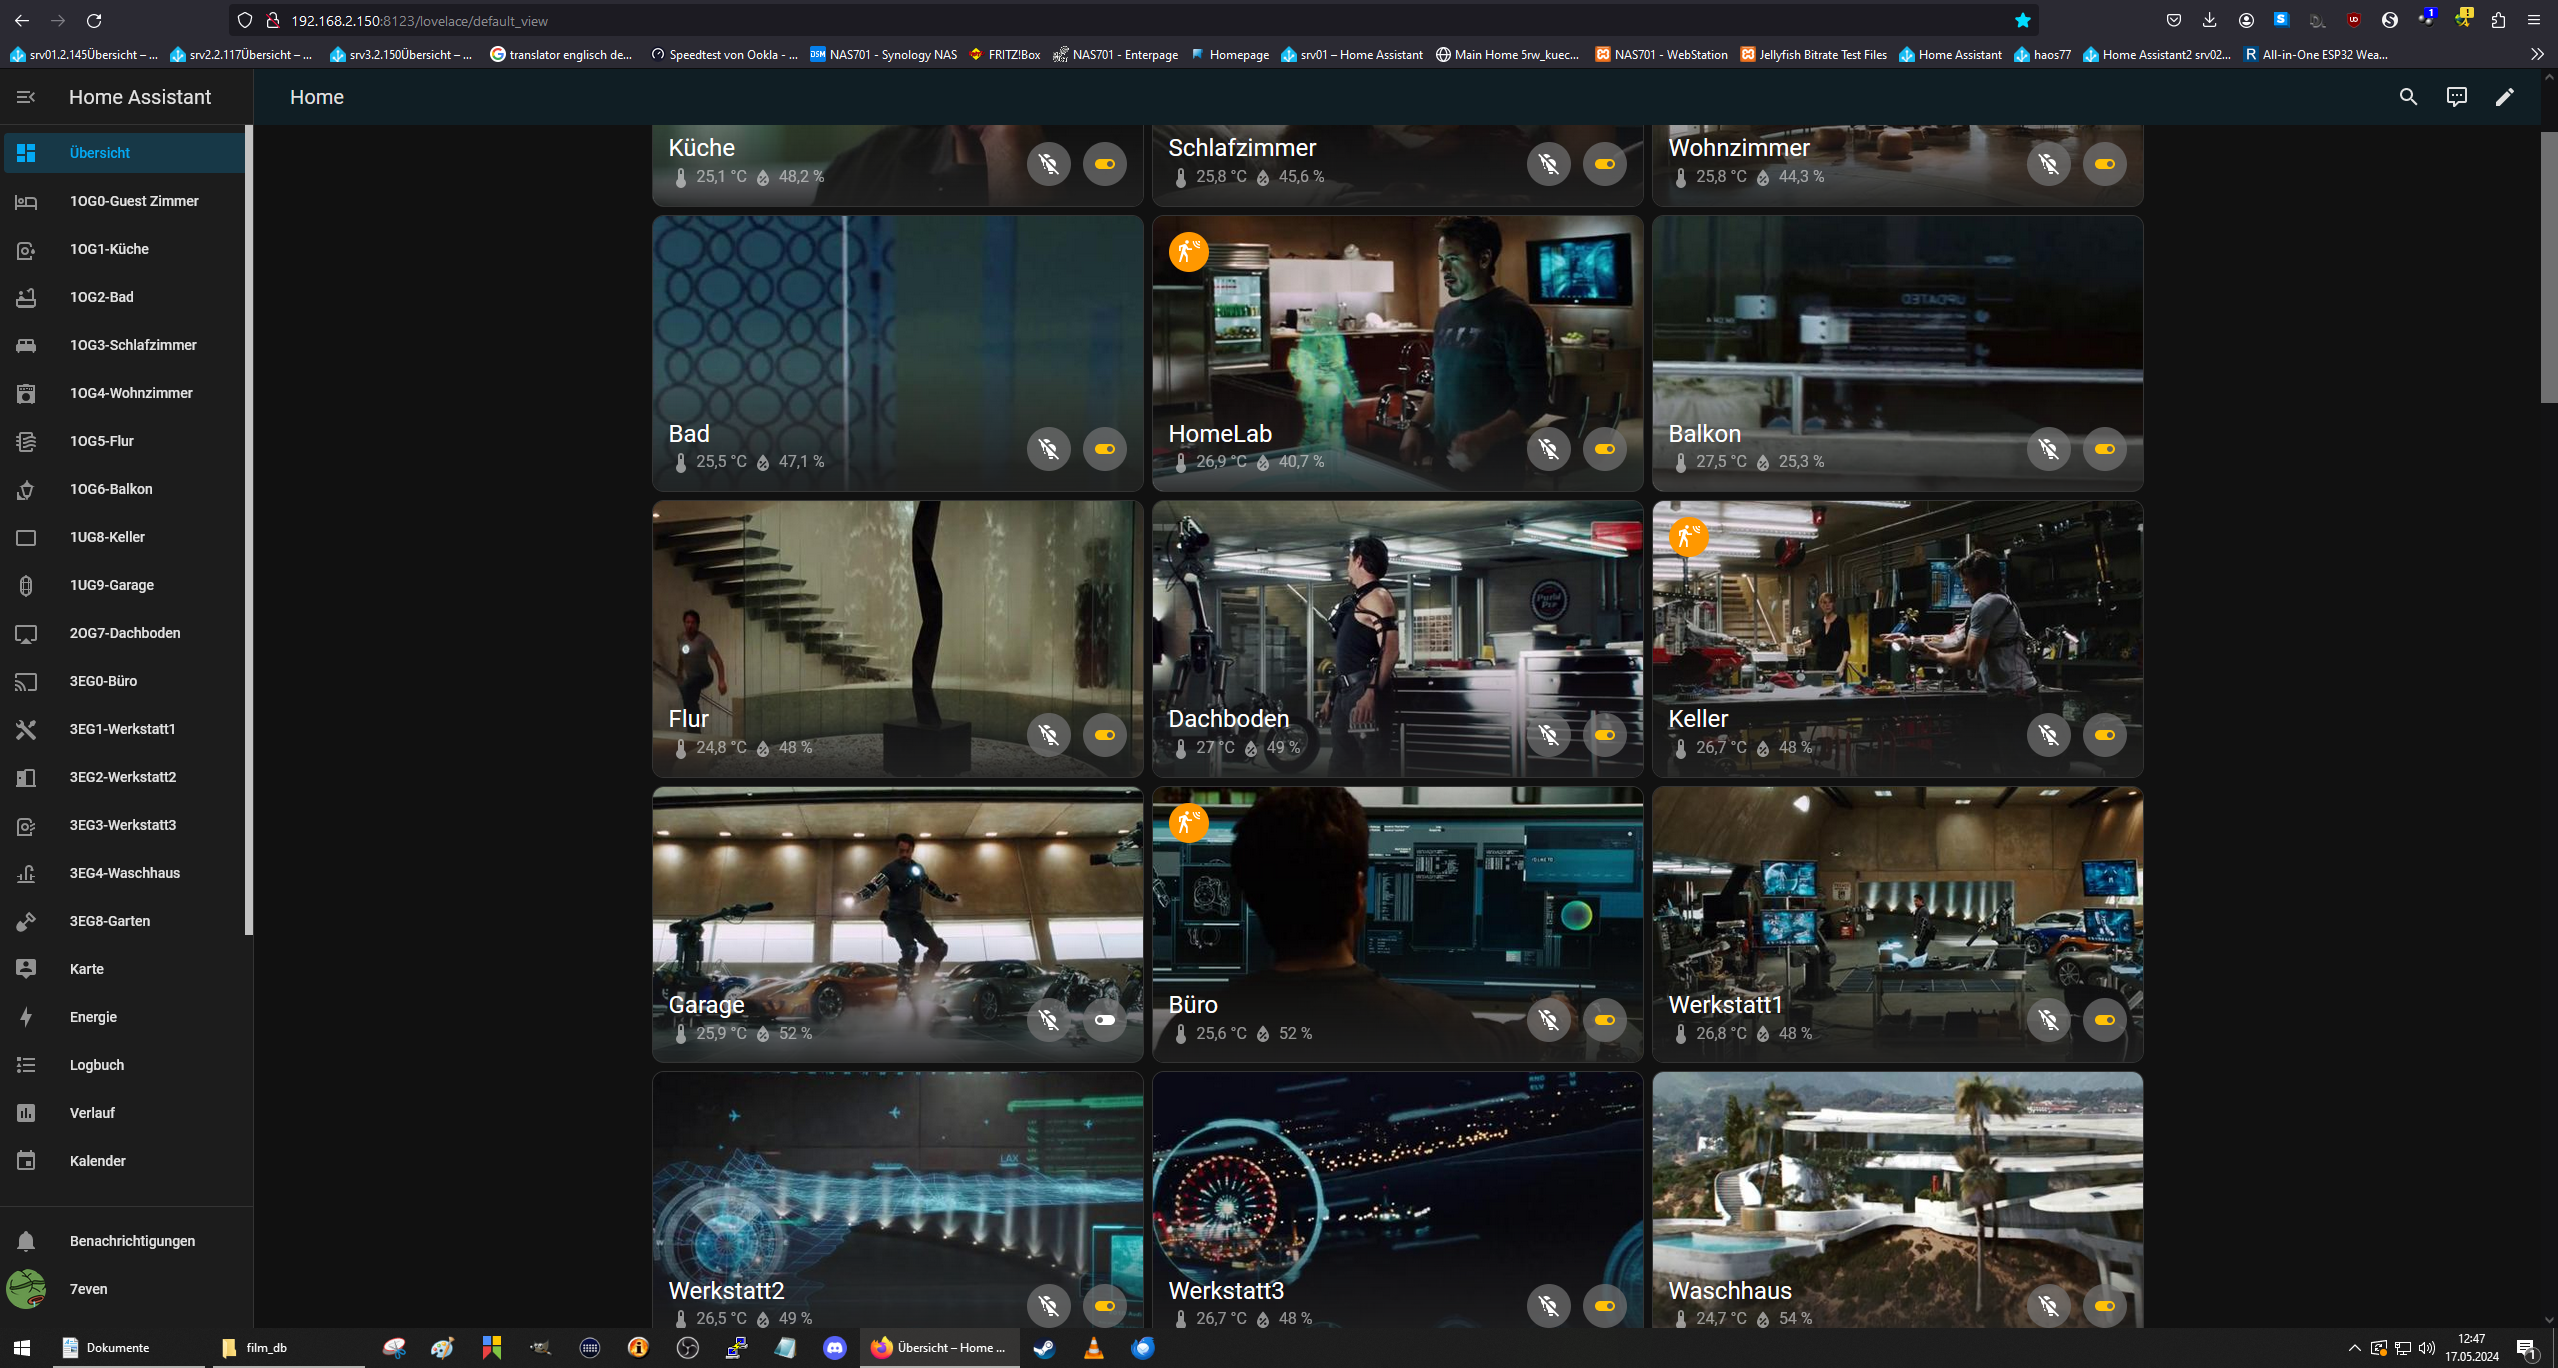 192.168.2.150:8123/lovelace/default_view
srv01.2.145Übersicht – ...
srv2.2.117Übersicht – ...
srv3.2.150Übersicht – ...
translator englisch de...
Speedtest von Ookla - ...
NAS701 - Synology NAS
FRITZ!Box
NAS701 - Enterpage
Homepage
srv01 – Home Assistant
Main Home 5rw_kuec...
NAS701 - WebStation
Jellyfish Bitrate Test Files
Home Assistant
haos77
Home Assistant2 srv02...
All-in-One ESP32 Wea...
Home Assistant
Home
Übersicht
1OG0-Guest Zimmer
1OG1-Küche
1OG2-Bad
1OG3-Schlafzimmer
1OG4-Wohnzimmer
1OG5-Flur
1OG6-Balkon
1UG8-Keller
1UG9-Garage
2OG7-Dachboden
3EG0-Büro
3EG1-Werkstatt1
3EG2-Werkstatt2
3EG3-Werkstatt3
3EG4-Waschhaus
3EG8-Garten
Karte
Energie
Logbuch
Verlauf
Kalender
Benachrichtigungen
7even
Küche
25,1 °C 48,2 %
Schlafzimmer
25,8 °C 45,6 %
Wohnzimmer
25,8 °C 44,3 %
Bad
25,5 °C 47,1 %
HomeLab
26,9 °C 40,7 %
Balkon
27,5 °C 25,3 %
Flur
24,8 °C 48 %
Dachboden
27 °C 49 %
Keller
26,7 °C 48 %
Garage
25,9 °C 52 %
Büro
25,6 °C 52 %
Werkstatt1
26,8 °C 48 %
LAX
Werkstatt2
26,5 °C 49 %
Werkstatt3
26,7 °C 48 %
Waschhaus
24,7 °C 54 %
Dokumente
film_db
Übersicht – Home ...
12:47
17.05.2024
1